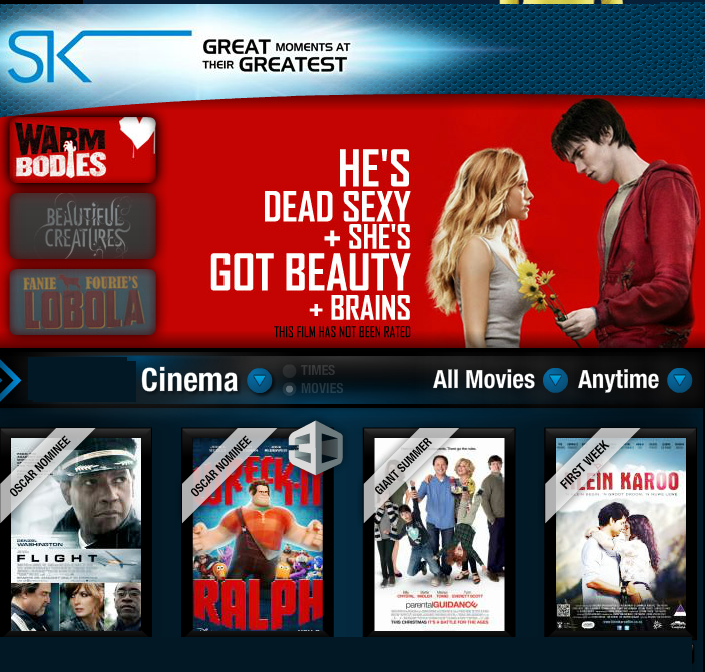 SK
GREAT MOMENTS AT
THEIR GREATEST
WARM
BODIES
BEAUTIFUL
CREATURES
FANIE FOURIE'S
LOBOLA
HE'S
DEAD SEXY
+ SHE'S
GOT BEAUTY
+ BRAINS
THIS FILM HAS NOT BEEN RATED
Cinema
TIMES
MOVIES
All Movies
Anytime
OSCAR NOMINEE
DENZEL
WASHINGTON
FLIGHT
OSCAR NOMINEE
3D
WRECK-IT
RALPH
GIANT SUMMER
parental GUIDANCE
THIS CHRISTMAS IT'S A BATTLE FOR THE AGES
FIRST WEEK
KLEIN KAROO